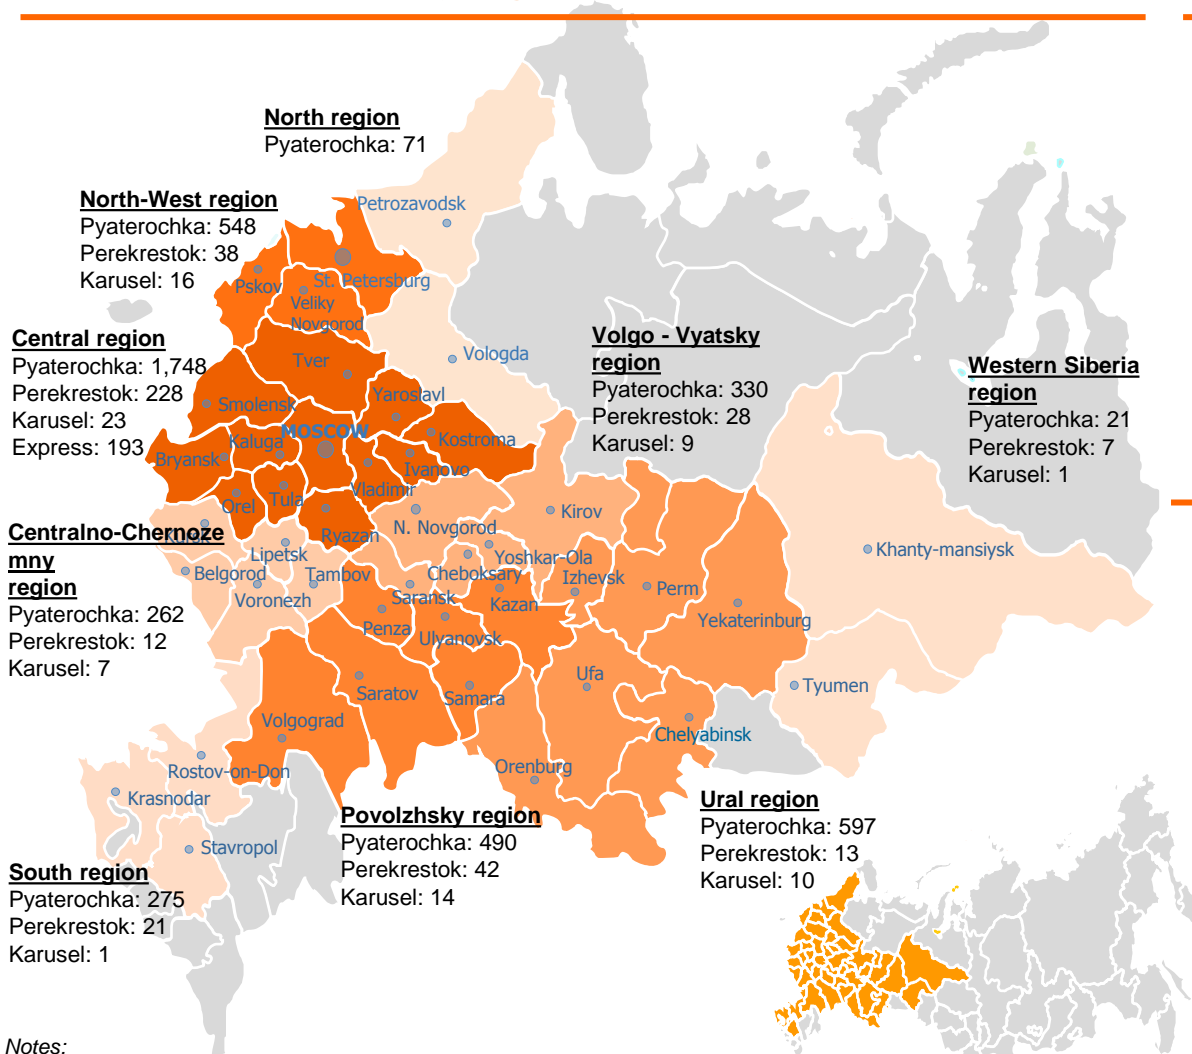 North region
Pyaterochka: 71
North-West region
Pyaterochka: 548
Perekrestok: 38
Karusel: 16
Petrozavodsk
St. Petersburg
Pskov
Veliky
Novgorod
Central region
Pyaterochka: 1,748
Perekrestok: 228
Karusel: 23
Express: 193
Tver
Vologda
Yaroslavl
Smolensk
MOSCOW
Kostroma
Kaluga
Bryansk
Ivanovo
Vladimir
Orel
Tula
Ryazan
Volgo - Vyatsky
region
Pyaterochka: 330
Perekrestok: 28
Karusel: 9
Western Siberia
region
Pyaterochka: 21
Perekrestok: 7
Karusel: 1
Centralno-Chernoze
mny
region
Pyaterochka: 262
Perekrestok: 12
Karusel: 7
Kursk
Lipetsk
Belgorod
Tambov
Voronezh
N. Novgorod
Kirov
Yoshkar-Ola
Cheboksary
Izhevsk
Saransk
Kazan
Penza
Ulyanovsk
Perm
Yekaterinburg
Khanty-mansiysk
Tyumen
Ufa
Saratov
Samara
Volgograd
Chelyabinsk
Orenburg
Rostov-on-Don
Krasnodar
Stavropol
South region
Pyaterochka: 275
Perekrestok: 21
Karusel: 1
Povolzhsky region
Pyaterochka: 490
Perekrestok: 42
Karusel: 14
Ural region
Pyaterochka: 597
Perekrestok: 13
Karusel: 10
Notes: